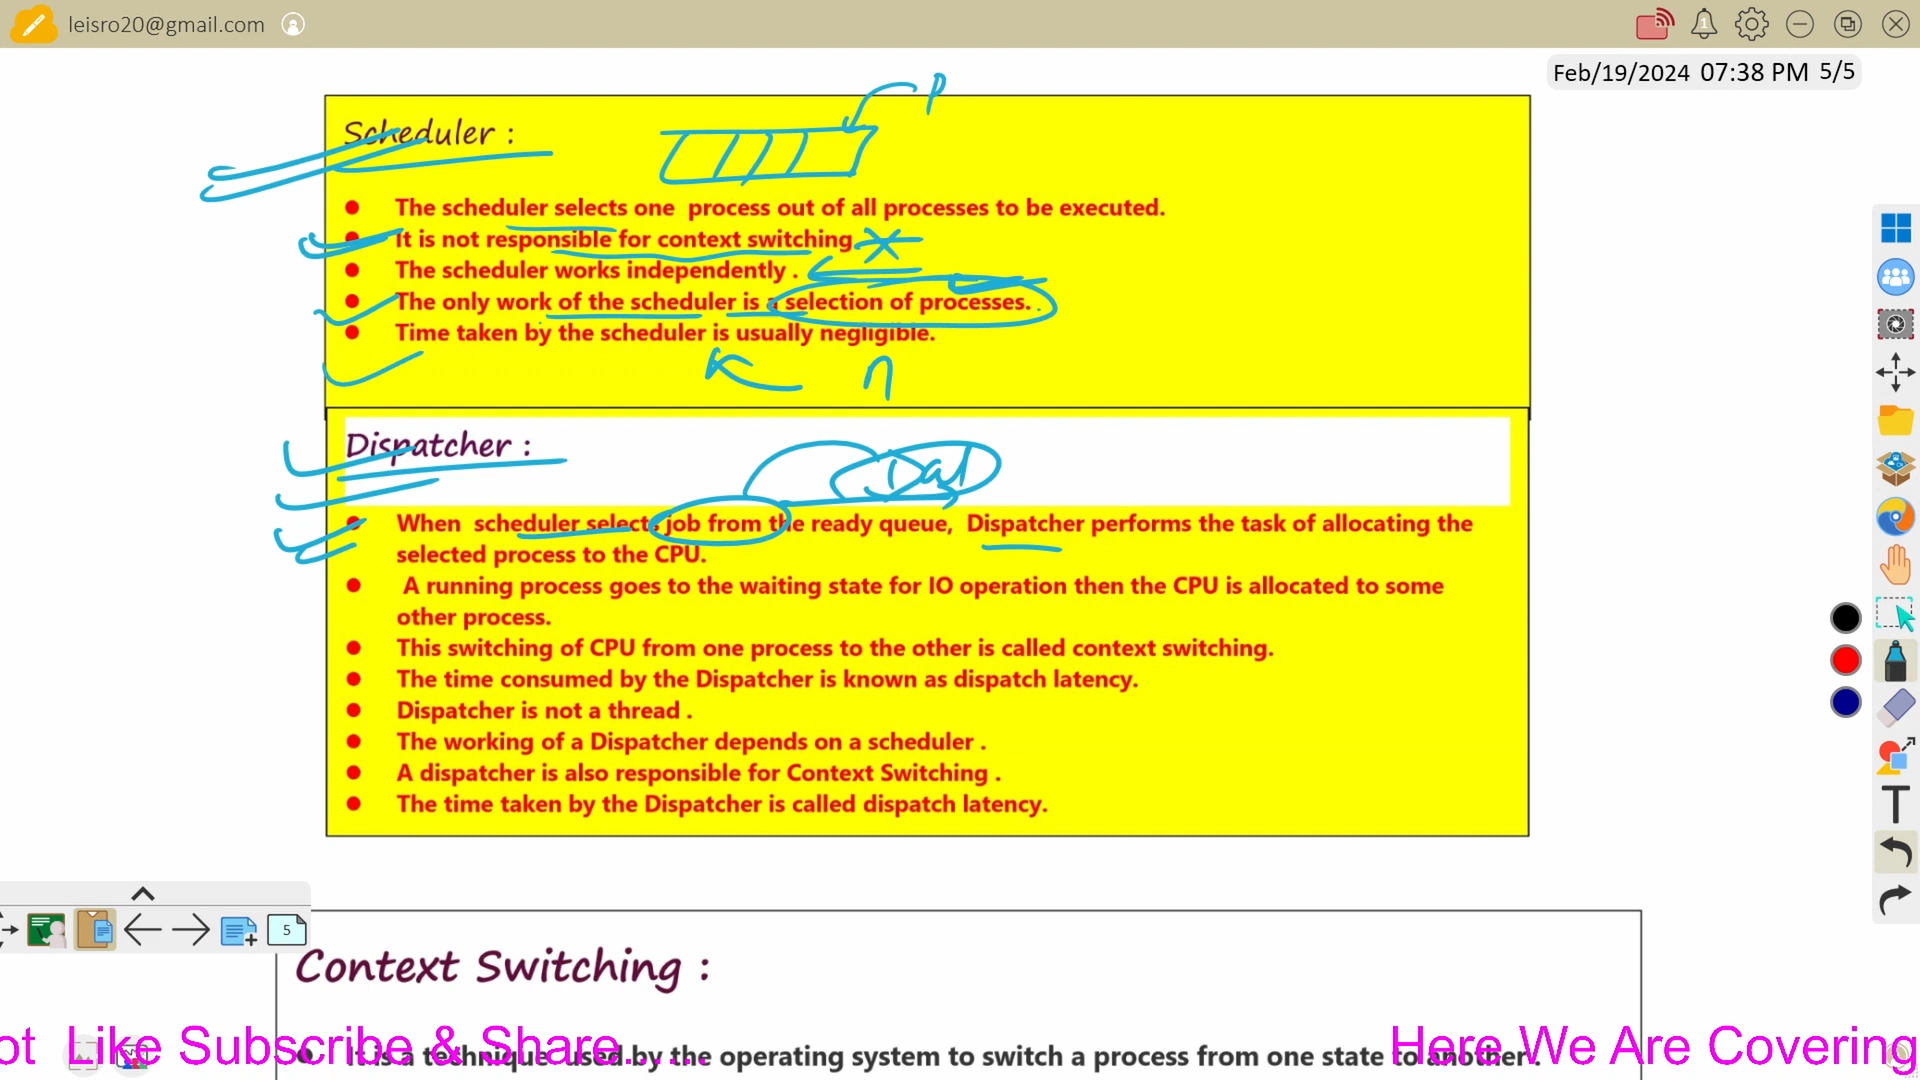 leisro20@gmail.com
1
Feb/19/2024 07:38 PM 5/5
P
Scheduler :
The scheduler selects one process out of all processes to be executed.
It is not responsible for context switching
The scheduler works independently .
The only work of the scheduler is a selection of processes. .
Time taken by the scheduler is usually negligible.
Dispatcher :
When scheduler selects job from the ready queue, Dispatcher performs the task of allocating the
selected process to the CPU.
A running process goes to the waiting state for IO operation then the CPU is allocated to some
other process.
This switching of CPU from one process to the other is called context switching.
The time consumed by the Dispatcher is known as dispatch latency.
Dispatcher is not a thread .
The working of a Dispatcher depends on a scheduler .
A dispatcher is also responsible for Context Switching .
The time taken by the Dispatcher is called dispatch latency.
T
5
Context Switching :
It is a technique used by the operating system to switch a process from one state to another .
ot Like Subscribe & Share...... Here We Are Covering